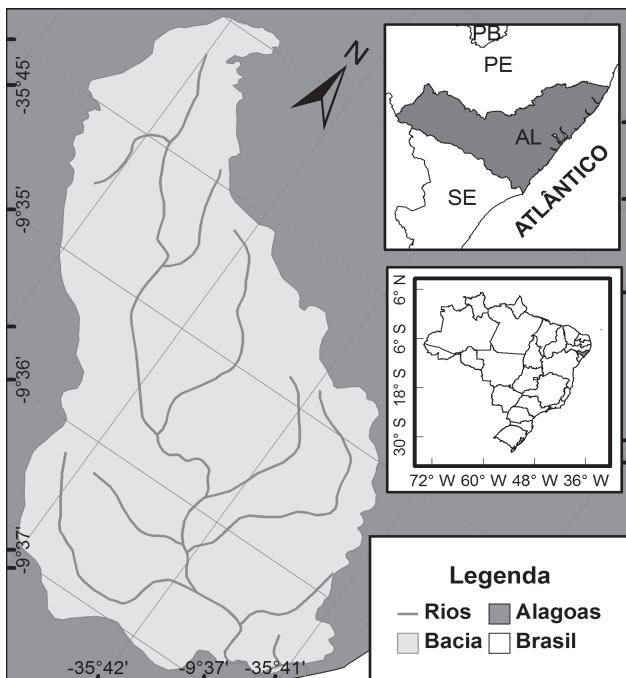 -35°45'
-9°35'
-9°36'
-9°37'
-35°42'
-9°37'
-35°41'
N
PB
PE
AL
SE
ATLÂNTICO
6° N
6° S
18° S
30° S
72° W 60° W 48° W 36° W
Legenda
Rios Alagoas
Bacia Brasil